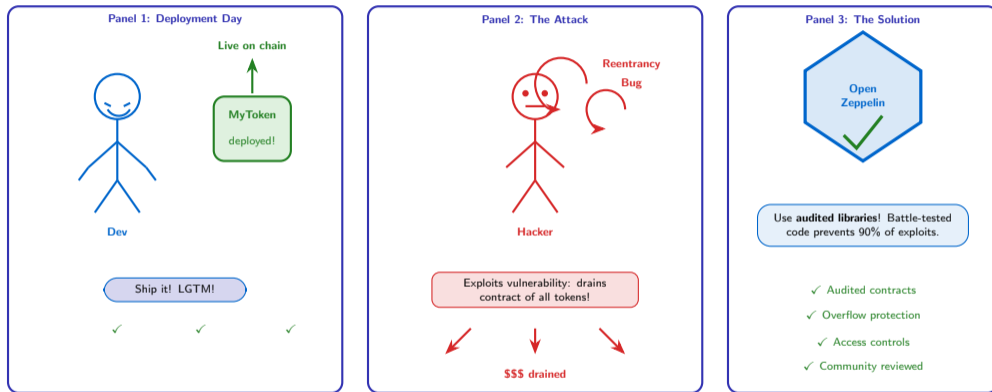 Panel 1: Deployment Day
Live on chain
MyToken
deployed!
Dev
Ship it! LGTM!
✓ ✓ ✓
Panel 2: The Attack
Reentrancy
Bug
Hacker
Exploits vulnerability: drains
contract of all tokens!
$$$ drained
Panel 3: The Solution
Open
Zeppelin
Use audited libraries! Battle-tested
code prevents 90% of exploits.
✓ Audited contracts
✓ Overflow protection
✓ Access controls
✓ Community reviewed